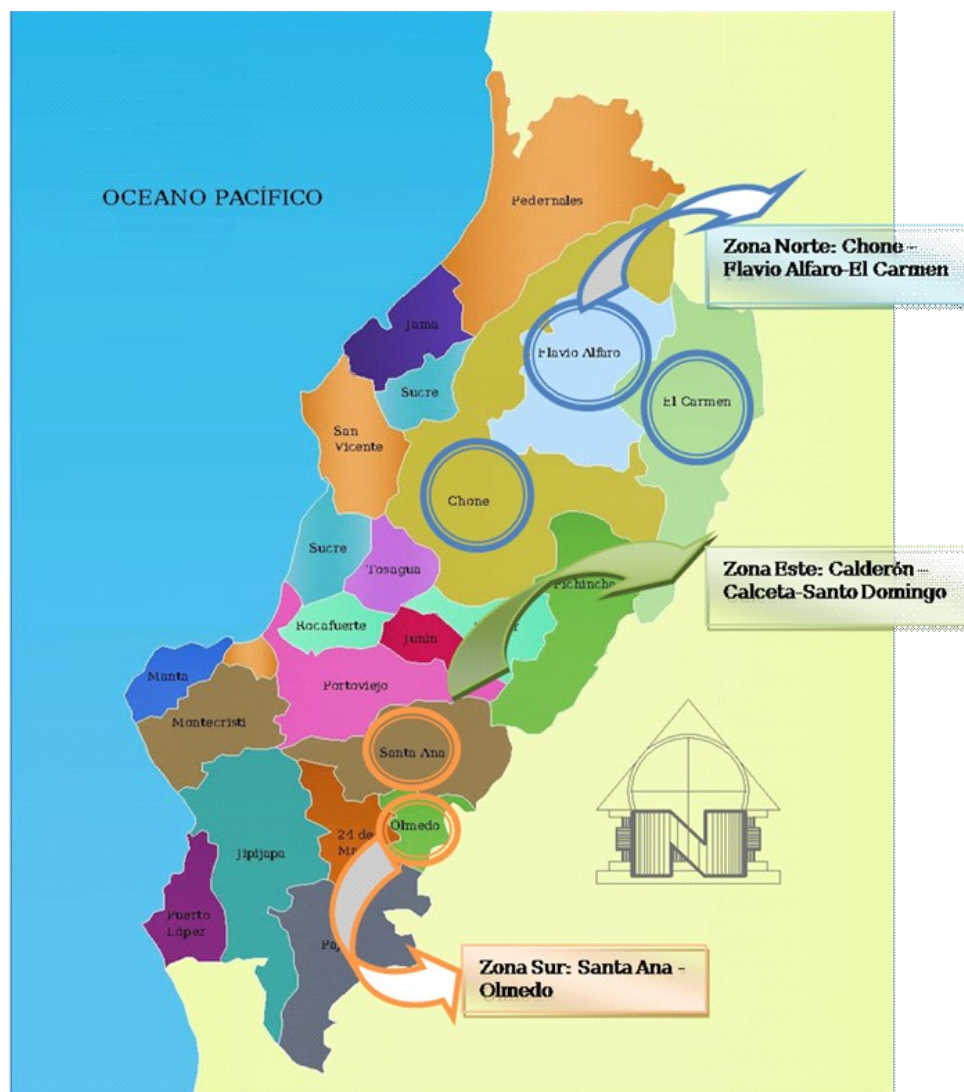 OCEANO PACÍFICO
Pedernales
Zona Norte: Chone –
Flavio Alfaro-El Carmen
Jama
Flavio Alfaro
Sucre
El Carmen
San
Vicente
Chone
Sucre
Tosagua
Pichincha
Zona Este: Calderón –
Calceta-Santo Domingo
Rocafuerte
Junín
Manta
Portoviejo
Montecristi
Santa Ana
Olmedo
24 de
Jipijapa
Puerto
López
Zona Sur: Santa Ana -
Olmedo
N